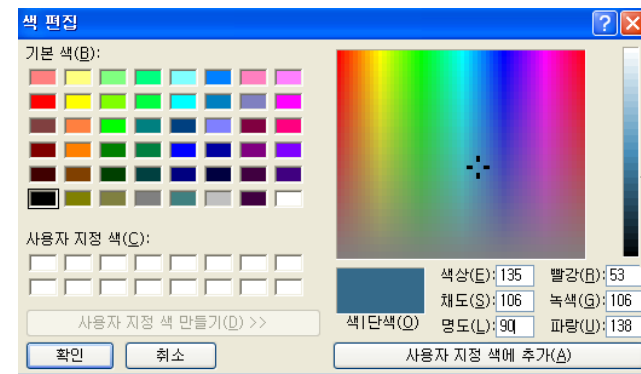 색 편집
기본 색(B):
사용자 지정 색(C):
사용자 지정 색 만들기(D) >>
확인 취소
색상(E): 135 빨강(R): 53
채도(S): 106 녹색(G): 106
색|단색(O) 명도(L): 90 파랑(U): 138
사용자 지정 색에 추가(A)